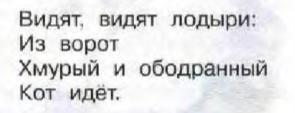 Видят, видят лодыри:
Из ворот
Хмурый и ободранный
Кот идёт.